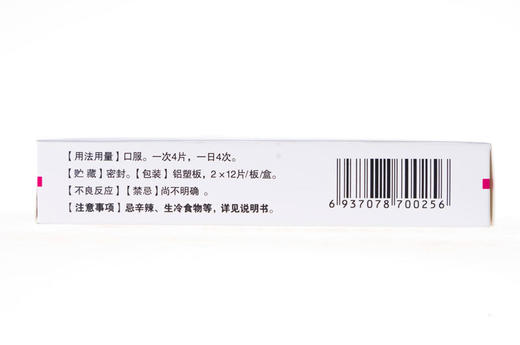 【用法用量】口服。一次4片，一日4次。
【贮 藏】密封。【包装】铝塑板，2×12片/板/盒。
【不良反应】【禁忌】尚不明确 。
【注意事项】忌辛辣、生冷食物等，详见说明书。
6 937078 700256